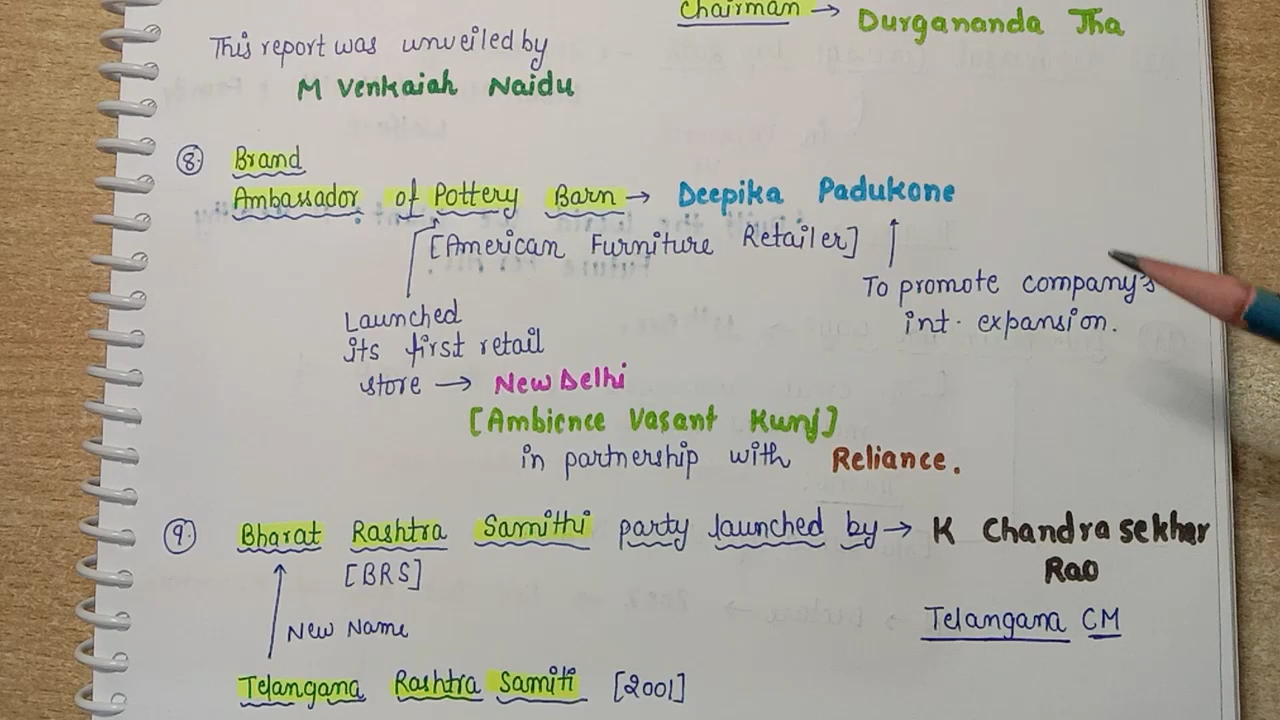 Chairman → Durgananda Jha
This report was unveiled by
M Venkaiah Naidu
8. Brand
Ambassador of Pottery Barn → Deepika Padukone
[American Furniture Retailer]
To promote company's
int. expansion.
Launched
its first retail
store → New Delhi
[Ambience Vasant Kunj]
in partnership with Reliance.
9. Bharat Rashtra Samithi party launched by → K Chandrasekhar
Rao
[BRS]
New Name
Telangana CM
Telangana Rashtra Samiti [2001]